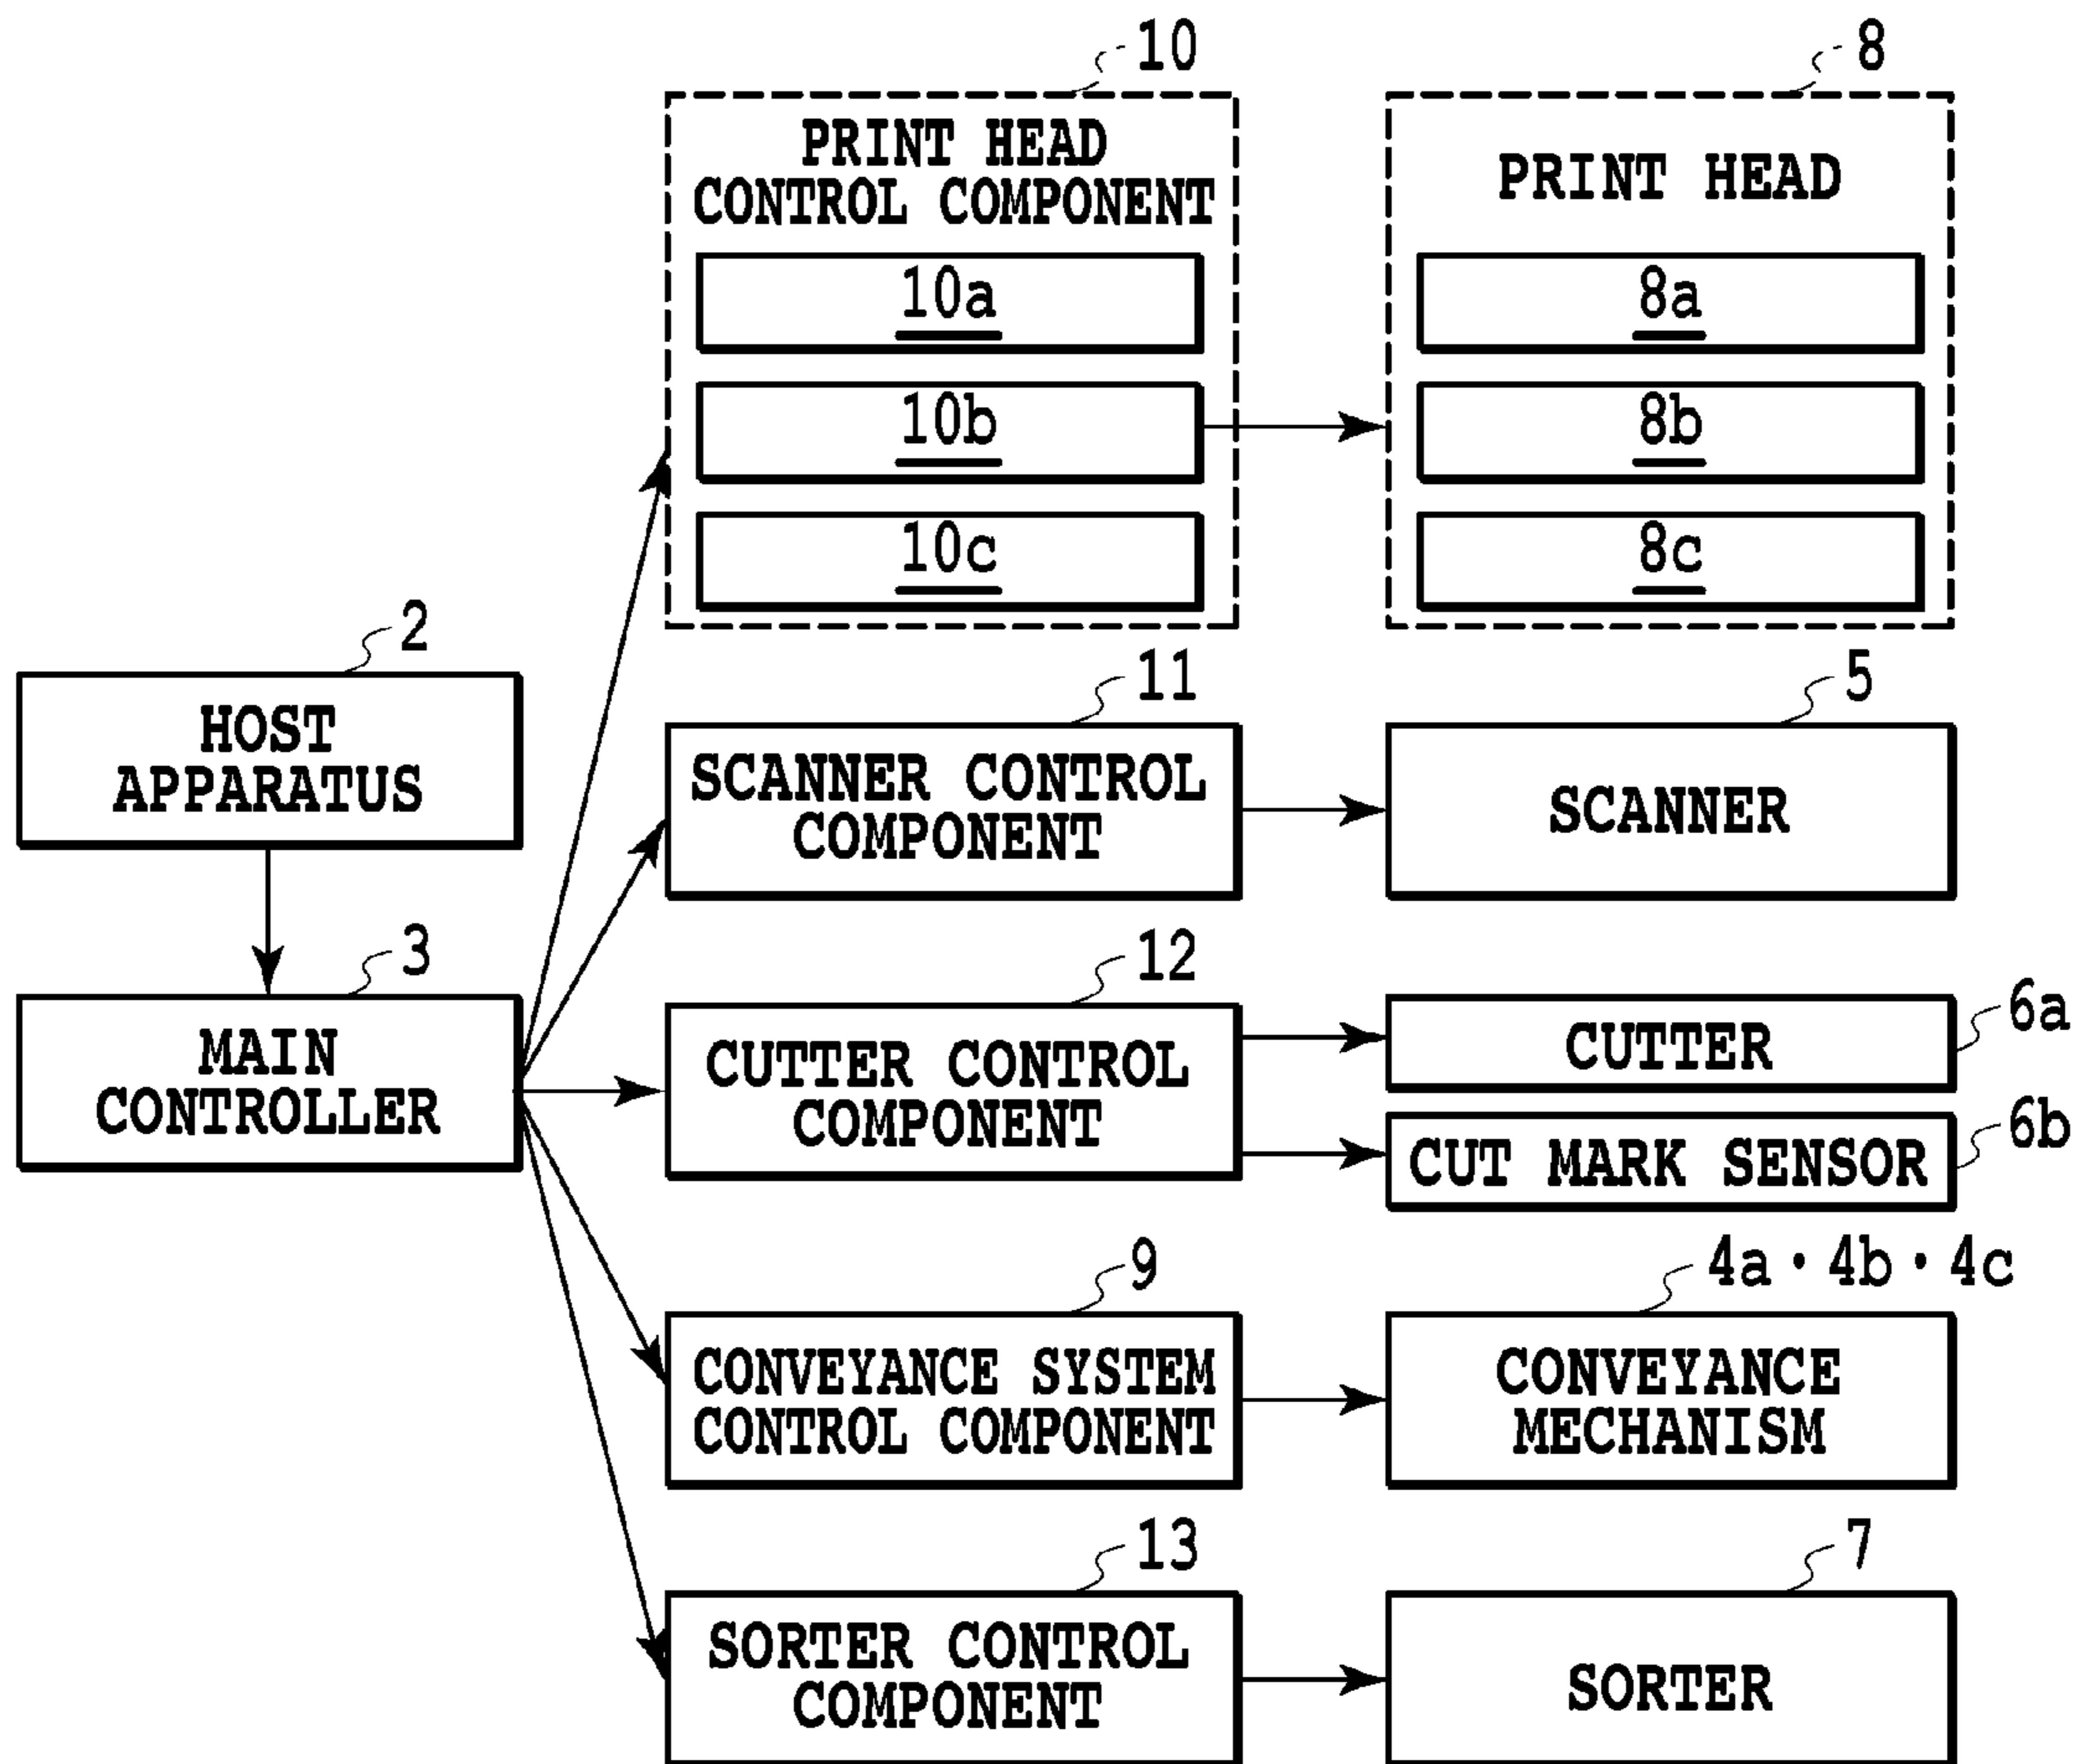 10
PRINT HEAD
CONTROL COMPONENT
10a
10b
10c
8
PRINT HEAD
8a
8b
8c
2
HOST
APPARATUS
3
MAIN
CONTROLLER
11
SCANNER CONTROL
COMPONENT
5
SCANNER
12
CUTTER CONTROL
COMPONENT
6a
CUTTER
6b
CUT MARK SENSOR
9
CONVEYANCE SYSTEM
CONTROL COMPONENT
4a・4b・4c
CONVEYANCE
MECHANISM
13
SORTER CONTROL
COMPONENT
7
SORTER